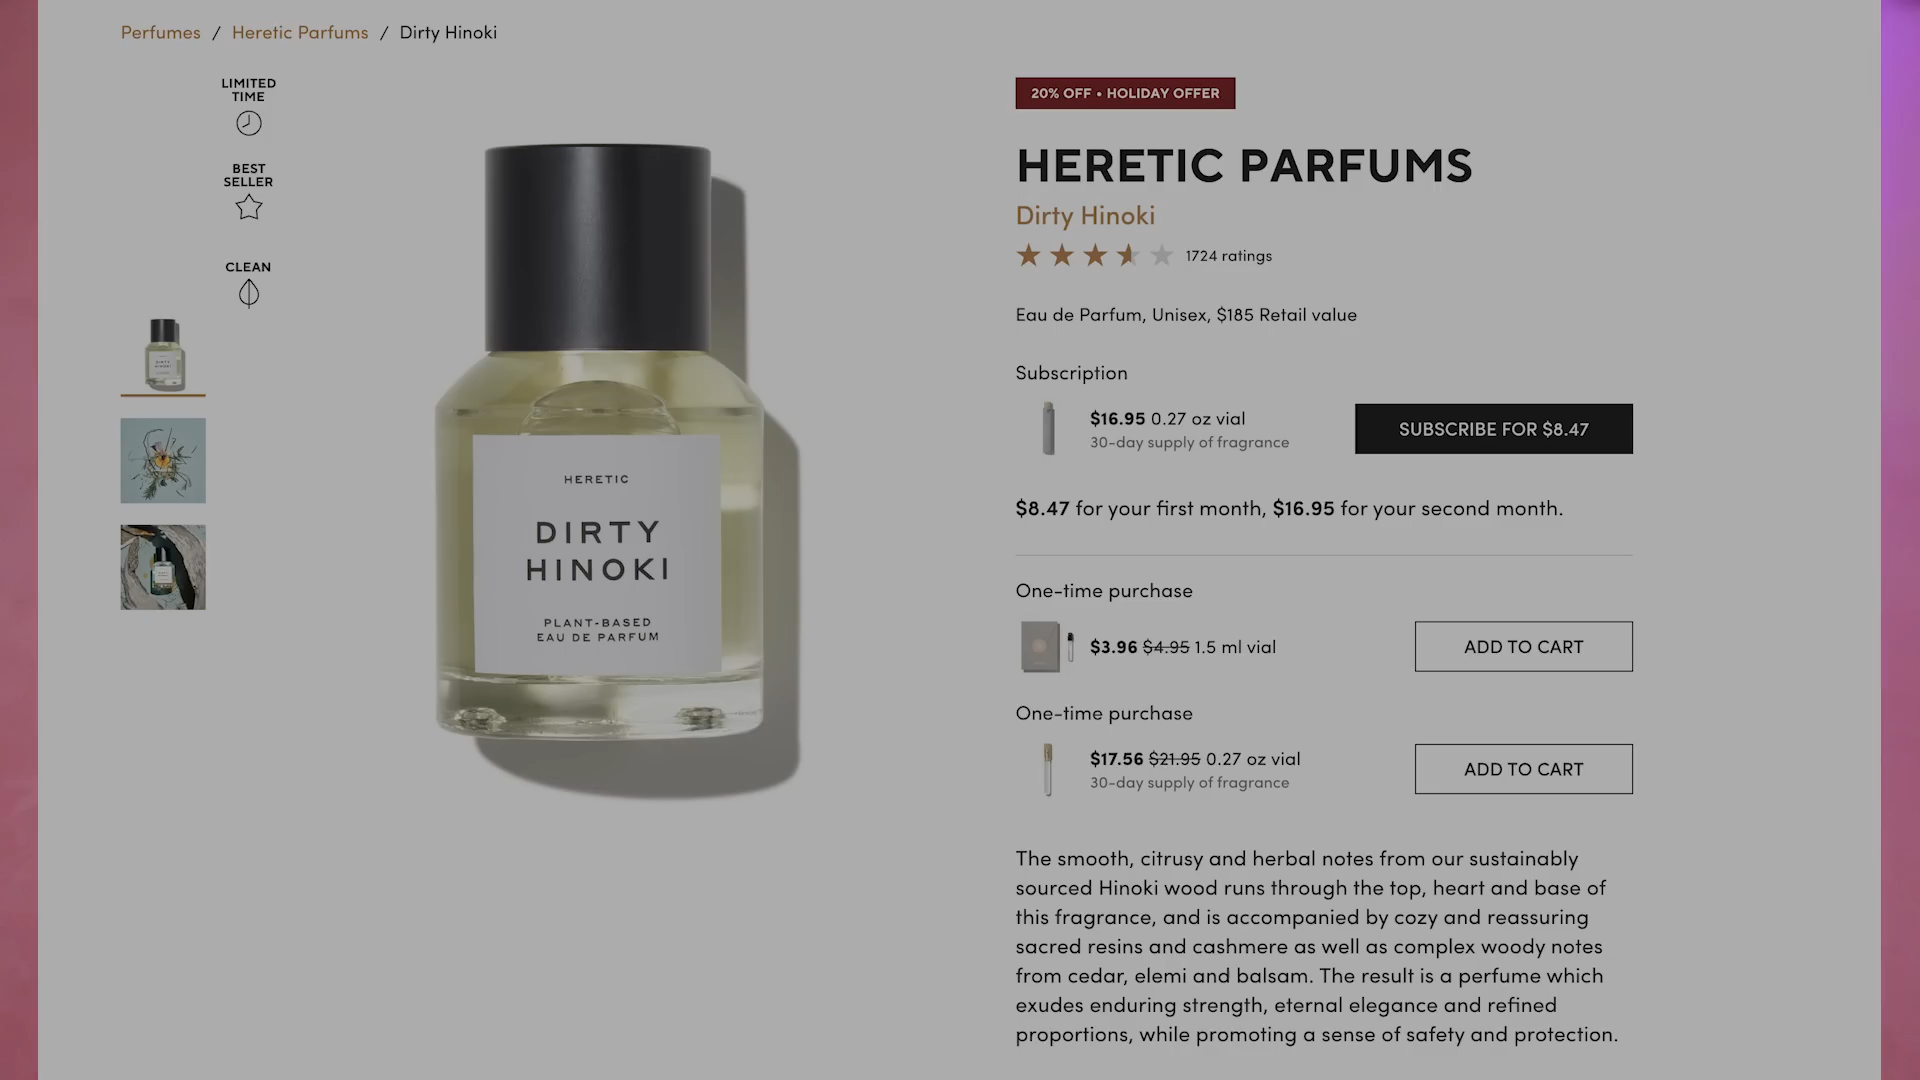 Perfumes / Heretic Parfums / Dirty Hinoki
LIMITED
TIME
BEST
SELLER
CLEAN
HERETIC
DIRTY
HINOKI
PLANT-BASED
EAU DE PARFUM
20% OFF • HOLIDAY OFFER
HERETIC PARFUMS
Dirty Hinoki
1724 ratings
Eau de Parfum, Unisex, $185 Retail value
Subscription
$16.95 0.27 oz vial
30-day supply of fragrance
SUBSCRIBE FOR $8.47
$8.47 for your first month, $16.95 for your second month.
One-time purchase
$3.96 $4.95 1.5 ml vial
ADD TO CART
One-time purchase
$17.56 $21.95 0.27 oz vial
30-day supply of fragrance
ADD TO CART
The smooth, citrusy and herbal notes from our sustainably
sourced Hinoki wood runs through the top, heart and base of
this fragrance, and is accompanied by cozy and reassuring
sacred resins and cashmere as well as complex woody notes
from cedar, elemi and balsam. The result is a perfume which
exudes enduring strength, eternal elegance and refined
proportions, while promoting a sense of safety and protection.